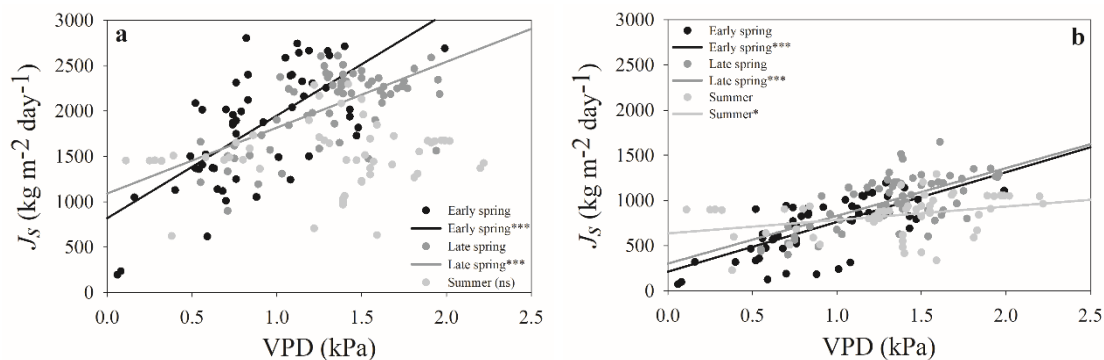 a
3000
2500
2000
1500
1000
500
0
Js (kg m-2 day-1)
0.0 0.5 1.0 1.5 2.0 2.5
VPD (kPa)
Early spring
Early spring***
Late spring
Late spring***
Summer (ns)
b
3000
2500
2000
1500
1000
500
0
Js (kg m-2 day-1)
0.0 0.5 1.0 1.5 2.0 2.5
VPD (kPa)
Early spring
Early spring***
Late spring
Late spring***
Summer
Summer*